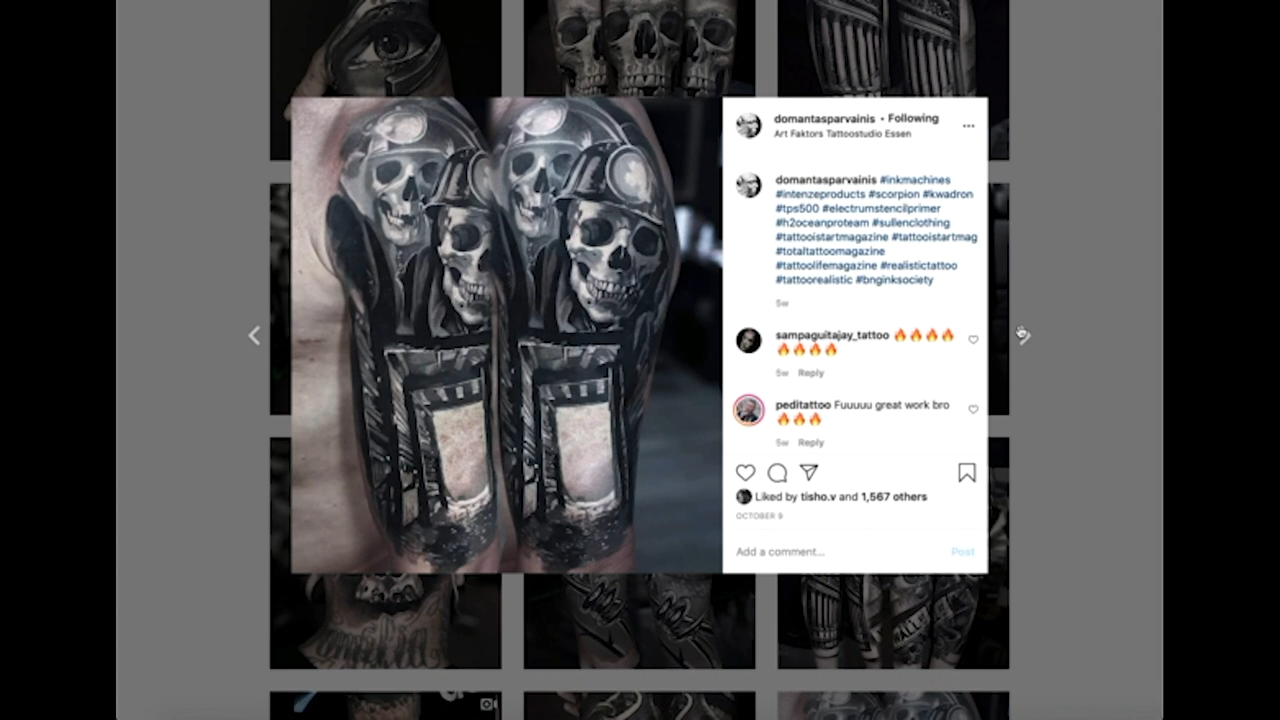 domantasparvainis • Following
Art Faktors Tattoostudio Essen
domantasparvainis #inkmachines
#intenzeproducts #scorpion #kwadron
#tps500 #electrumstencilprimer
#h2oceanproteam #sullenclothing
#tattooistartmagazine #tattooistartmag
#totaltattoomagazine
#tattoolifemagazine #realistictattoo
#tattoorealistic #bnginksociety
5w
sampaguitajay_tattoo 🔥🔥🔥🔥
🔥🔥🔥🔥
5w Reply
peditattoo Fuuuuu great work bro
🔥🔥🔥
5w Reply
Liked by tisho.v and 1,567 others
OCTOBER 9
Add a comment... Post
WALL